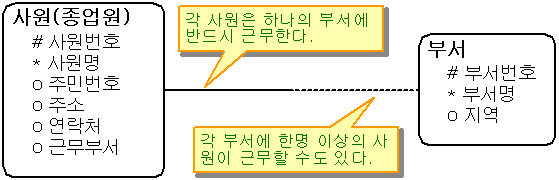 사원(종업원)
# 사원번호
* 사원명
o 주민번호
o 주소
o 연락처
o 근무부서
각 사원은 하나의 부서에
반드시 근무한다.
각 부서에 한명 이상의 사
원이 근무할 수도 있다.
부서
# 부서번호
* 부서명
o 지역